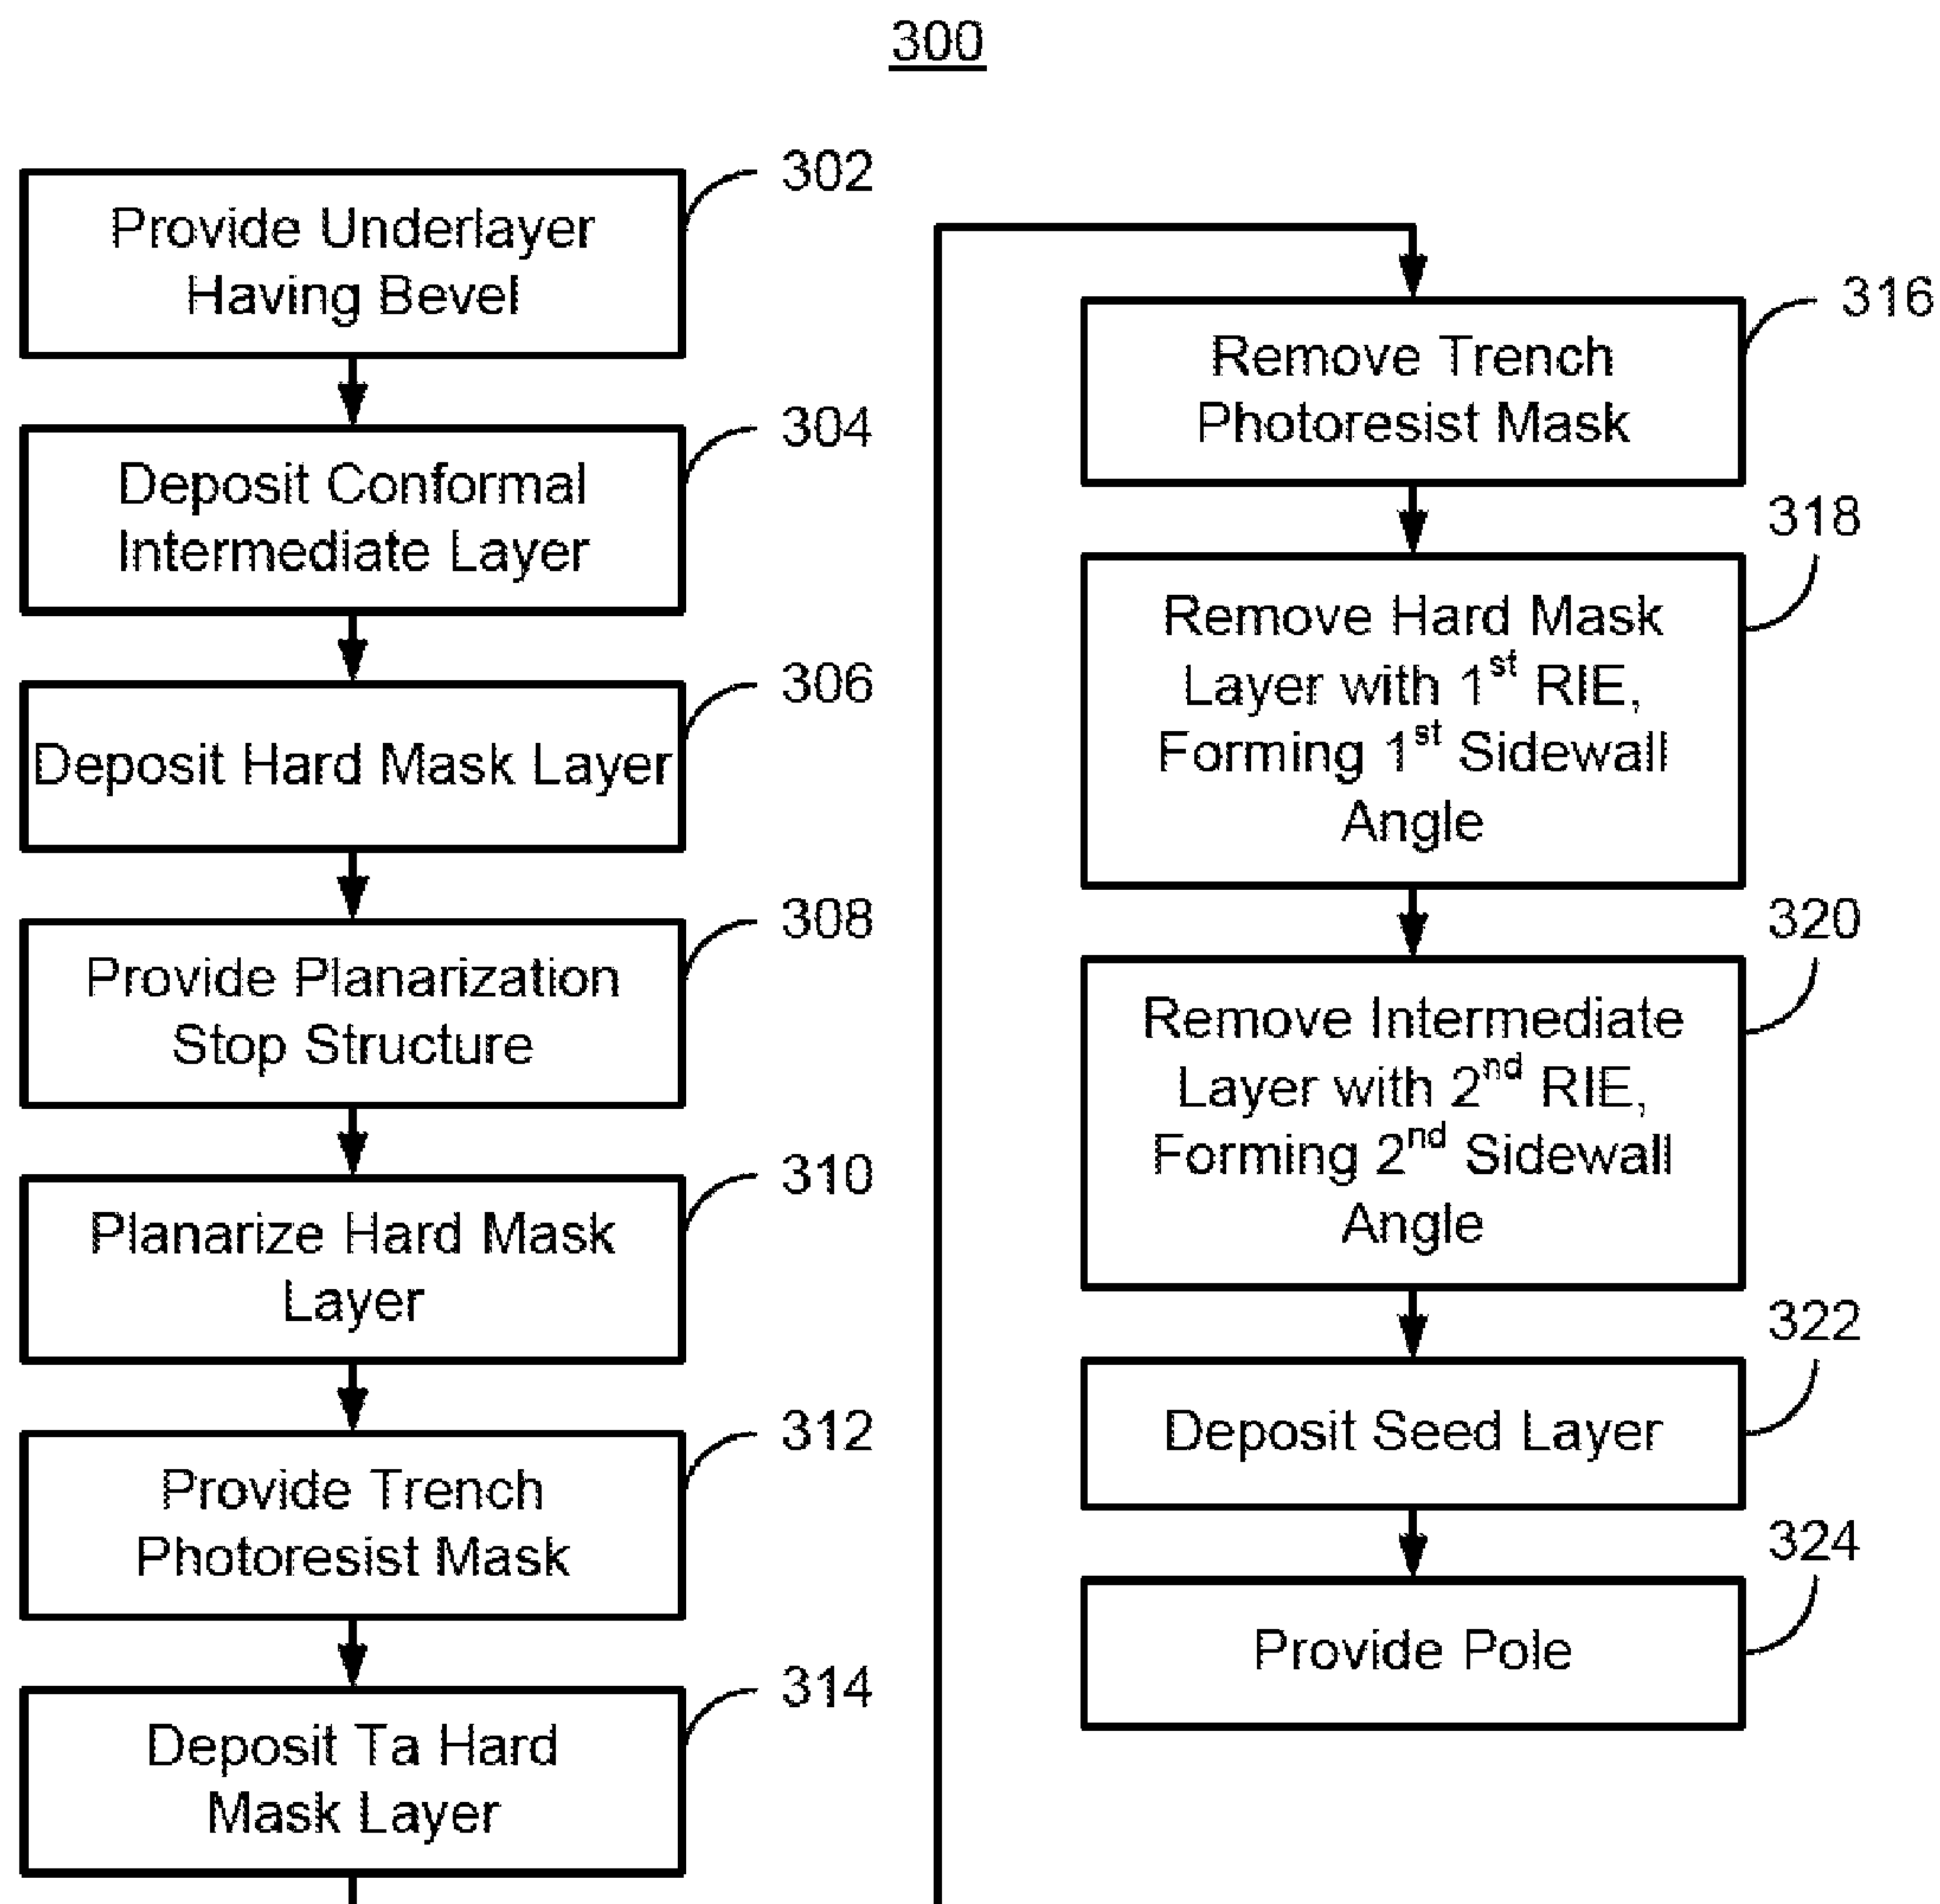 300
302
Provide Underlayer
Having Bevel
304
Deposit Conformal
Intermediate Layer
306
Deposit Hard Mask Layer
308
Provide Planarization
Stop Structure
310
Planarize Hard Mask
Layer
312
Provide Trench
Photoresist Mask
314
Deposit Ta Hard
Mask Layer
316
Remove Trench
Photoresist Mask
318
Remove Hard Mask
Layer with 1st RIE,
Forming 1st Sidewall
Angle
320
Remove Intermediate
Layer with 2nd RIE,
Forming 2nd Sidewall
Angle
322
Deposit Seed Layer
324
Provide Pole